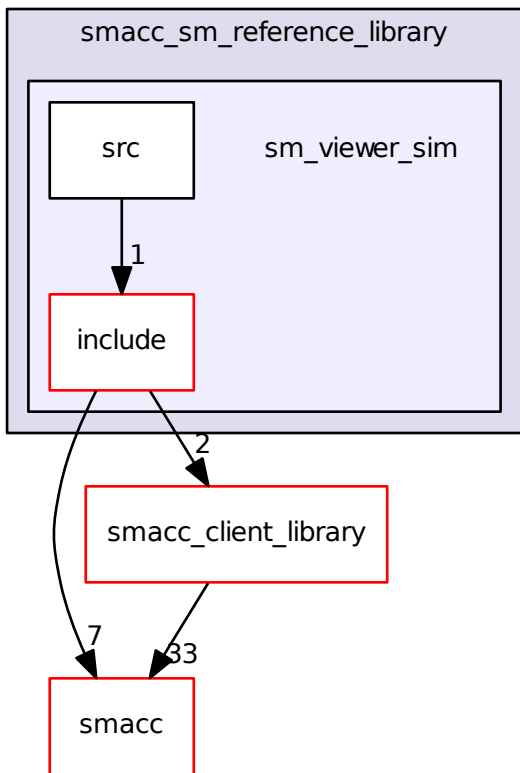 smacc_sm_reference_library
src
sm_viewer_sim
1
include
2
smacc_client_library
7
33
smacc